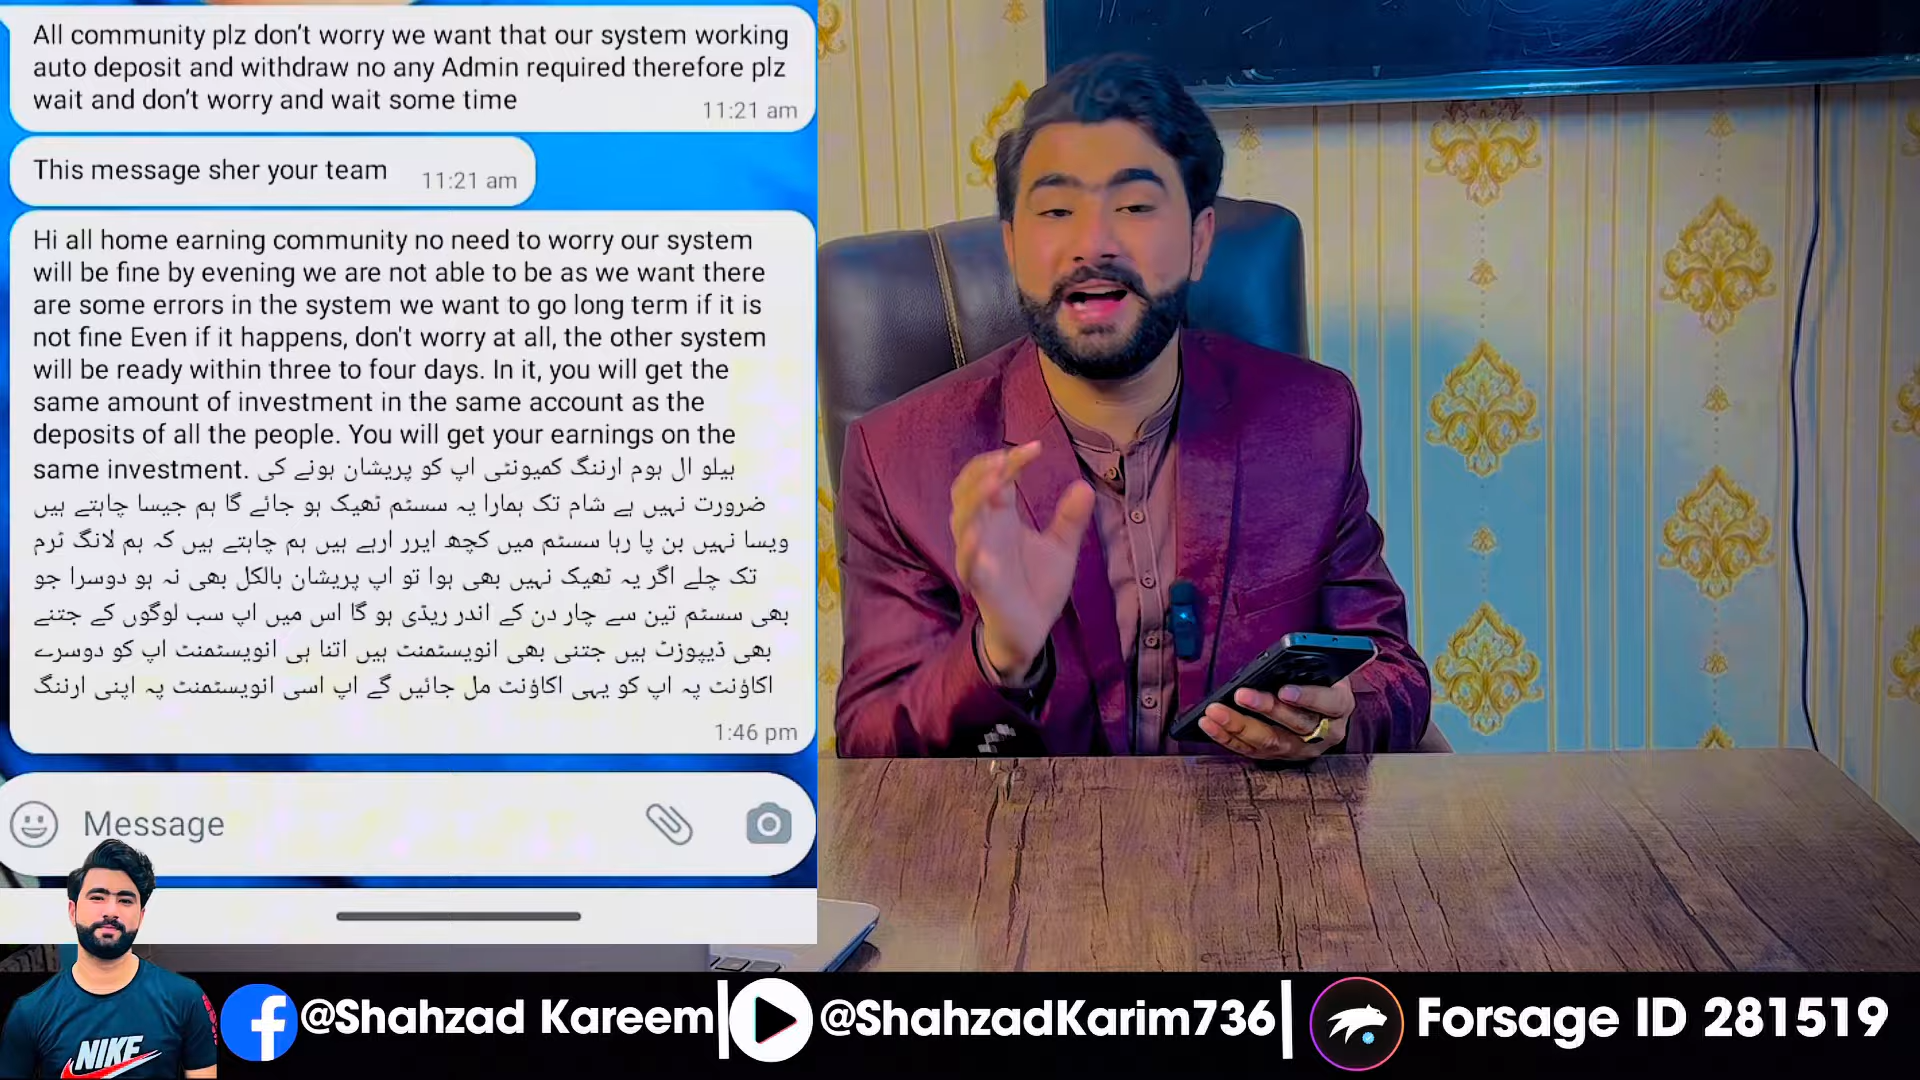 All community plz don't worry we want that our system working
auto deposit and withdraw no any Admin required therefore plz
wait and don't worry and wait some time
11:21 am
This message sher your team
11:21 am
Hi all home earning community no need to worry our system
will be fine by evening we are not able to be as we want there
are some errors in the system we want to go long term if it is
not fine Even if it happens, don't worry at all, the other system
will be ready within three to four days. In it, you will get the
same amount of investment in the same account as the
deposits of all the people. You will get your earnings on the
same investment. ہیلو ال ہوم ارننگ کمیونٹی اپ کو پریشان ہونے کی
ضرورت نہیں ہے شام تک ہمارا یہ سسٹم ٹھیک ہو جائے گا ہم جیسا چاہتے ہیں
ویسا نہیں بن پا رہا سسٹم میں کچھ ایرر ارہے ہیں ہم چاہتے ہیں کہ ہم لانگ ٹرم
تک چلے اگر یہ ٹھیک نہیں بھی ہوا تو اپ پریشان بالکل بھی نہ ہو دوسرا جو
بھی سسٹم تین سے چار دن کے اندر ریڈی ہو گا اس میں اپ سب لوگوں کے جتنے
بھی ڈیپوزٹ ہیں جتنی بھی انویسٹمنٹ ہیں اتنا ہی انویسٹمنٹ اپ کو دوسرے
اکاؤنٹ پہ اپ کو یہی اکاؤنٹ مل جائیں گے اپ اسی انویسٹمنٹ پہ اپنی ارننگ
1:46 pm
Message
NIKE
@Shahzad Kareem
@ShahzadKarim736
Forsage ID 281519